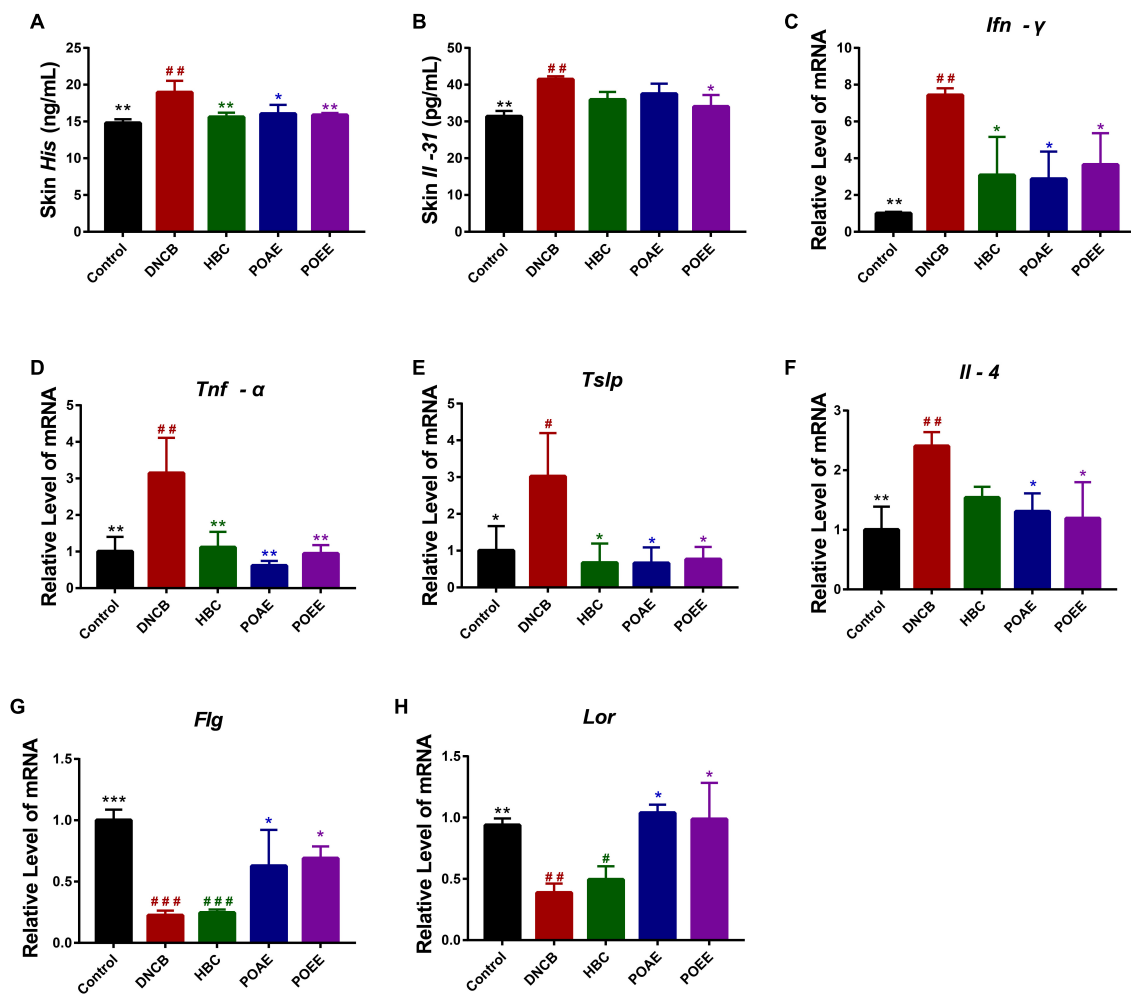 A
Skin His (ng/mL)
25
20
15
10
5
0
**
##
**
*
**
Control
DNCB
HBC
POAE
POEE
B
Skin Il -31 (pg/mL)
50
40
30
20
10
0
**
##
*
Control
DNCB
HBC
POAE
POEE
C
Ifn - γ
Relative Level of mRNA
10
8
6
4
2
0
**
##
*
*
*
Control
DNCB
HBC
POAE
POEE
D
Tnf - α
Relative Level of mRNA
5
4
3
2
1
0
**
##
**
**
**
Control
DNCB
HBC
POAE
POEE
E
Tslp
Relative Level of mRNA
5
4
3
2
1
0
*
#
*
*
*
Control
DNCB
HBC
POAE
POEE
F
Il - 4
Relative Level of mRNA
3
2
1
0
**
##
*
*
Control
DNCB
HBC
POAE
POEE
G
Flg
Relative Level of mRNA
1.5
1.0
0.5
0.0
***
###
###
*
*
Control
DNCB
HBC
POAE
POEE
H
Lor
Relative Level of mRNA
1.5
1.0
0.5
0.0
**
##
#
*
*
Control
DNCB
HBC
POAE
POEE